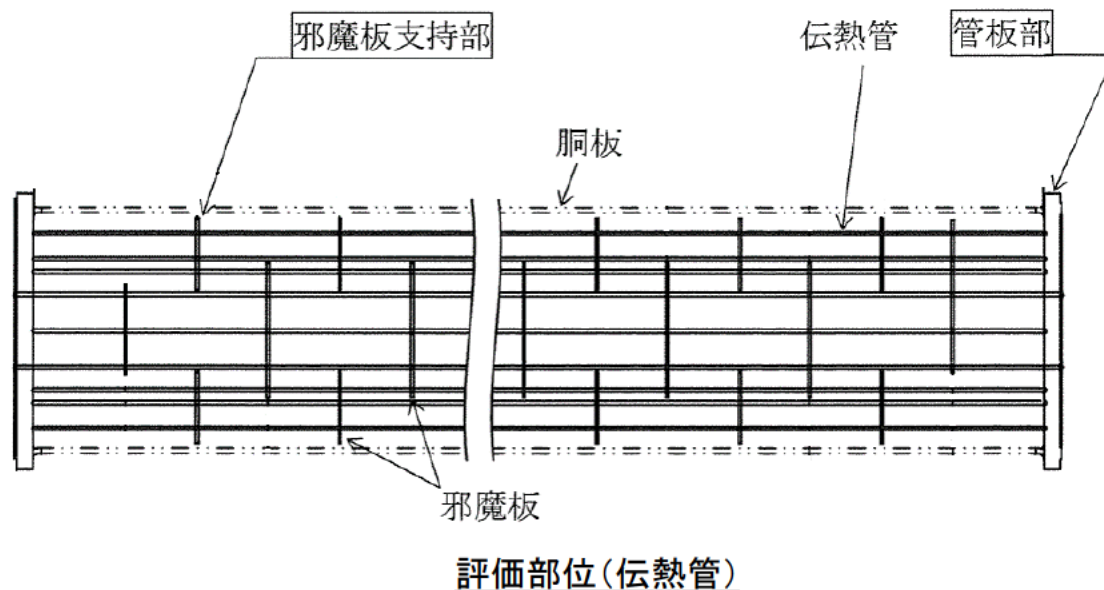 邪魔板支持部
伝熱管
管板部
胴板
邪魔板
評価部位(伝熱管)